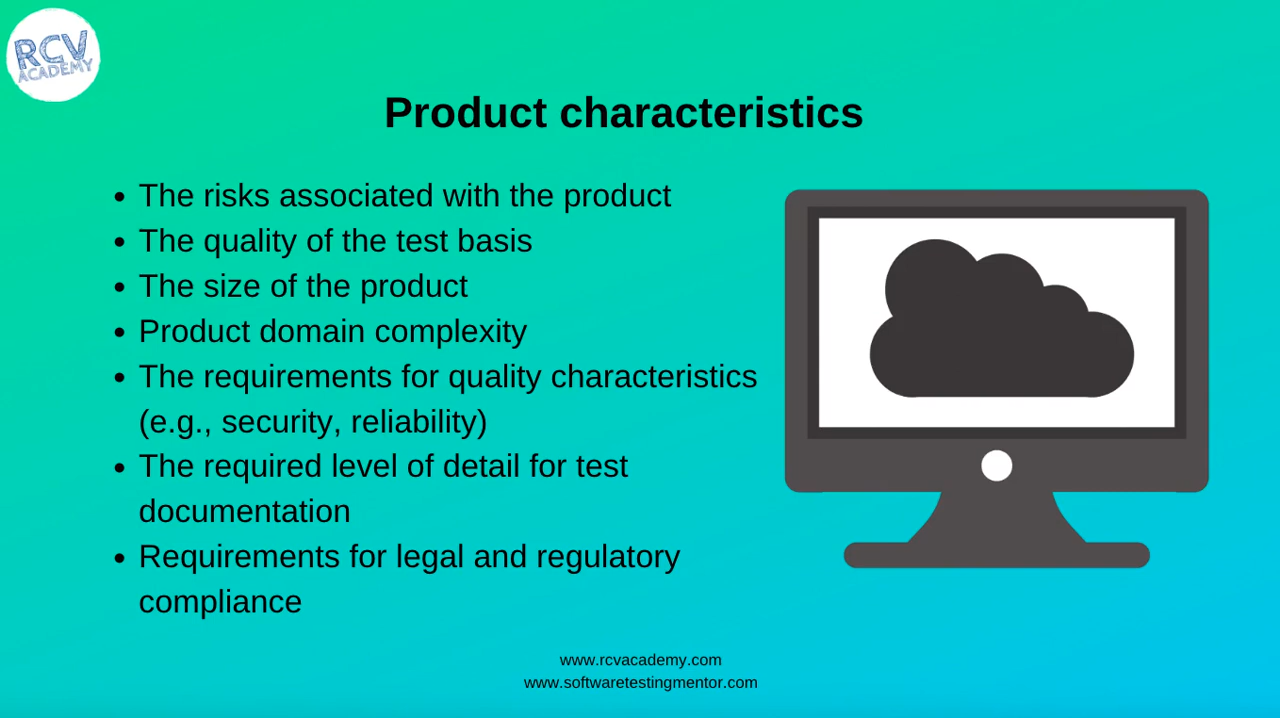 RCV
ACADEMY
Product characteristics
• The risks associated with the product
• The quality of the test basis
• The size of the product
• Product domain complexity
• The requirements for quality characteristics
(e.g., security, reliability)
• The required level of detail for test
documentation
• Requirements for legal and regulatory
compliance
www.rcvacademy.com
www.softwaretestingmentor.com